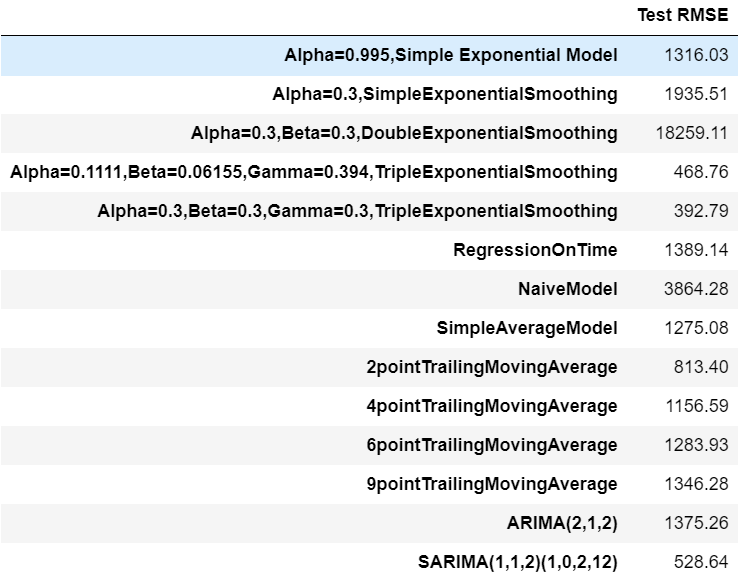 Test RMSE
Alpha=0.995,Simple Exponential Model 1316.03
Alpha=0.3,SimpleExponentialSmoothing 1935.51
Alpha=0.3,Beta=0.3,DoubleExponentialSmoothing 18259.11
Alpha=0.1111,Beta=0.06155,Gamma=0.394,TripleExponentialSmoothing 468.76
Alpha=0.3,Beta=0.3,Gamma=0.3,TripleExponentialSmoothing 392.79
RegressionOnTime 1389.14
NaiveModel 3864.28
SimpleAverageModel 1275.08
2pointTrailingMovingAverage 813.40
4pointTrailingMovingAverage 1156.59
6pointTrailingMovingAverage 1283.93
9pointTrailingMovingAverage 1346.28
ARIMA(2,1,2) 1375.26
SARIMA(1,1,2)(1,0,2,12) 528.64